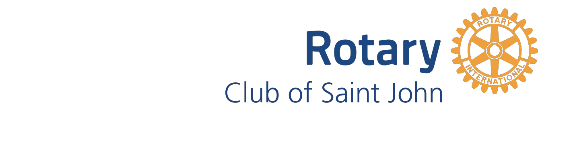 Rotary
Club of Saint John
ROTARY
INTERNATIONAL